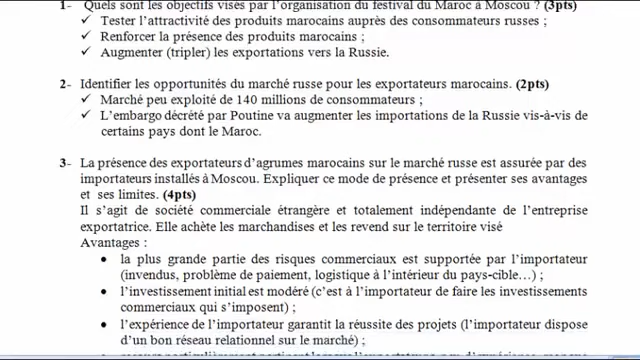 1- Quels sont les objectifs visés par l'organisation du festival du Maroc à Moscou ? (3pts)
✓ Tester l'attractivité des produits marocains auprès des consommateurs russes ;
✓ Renforcer la présence des produits marocains ;
✓ Augmenter (tripler) les exportations vers la Russie.
2- Identifier les opportunités du marché russe pour les exportateurs marocains. (2pts)
✓ Marché peu exploité de 140 millions de consommateurs ;
✓ L'embargo décrété par Poutine va augmenter les importations de la Russie vis-à-vis de
certains pays dont le Maroc.
3- La présence des exportateurs d'agrumes marocains sur le marché russe est assurée par des
importateurs installés à Moscou. Expliquer ce mode de présence et présenter ses avantages
et ses limites. (4pts)
Il s'agit de société commerciale étrangère et totalement indépendante de l'entreprise
exportatrice. Elle achète les marchandises et les revend sur le territoire visé
Avantages :
• la plus grande partie des risques commerciaux est supportée par l'importateur
(invendus, problème de paiement, logistique à l'intérieur du pays-cible…) ;
• l'investissement initial est modéré (c'est à l'importateur de faire les investissements
commerciaux qui s'imposent) ;
• l'expérience de l'importateur garantit la réussite des projets (l'importateur dispose
d'un bon réseau relationnel sur le marché) ;